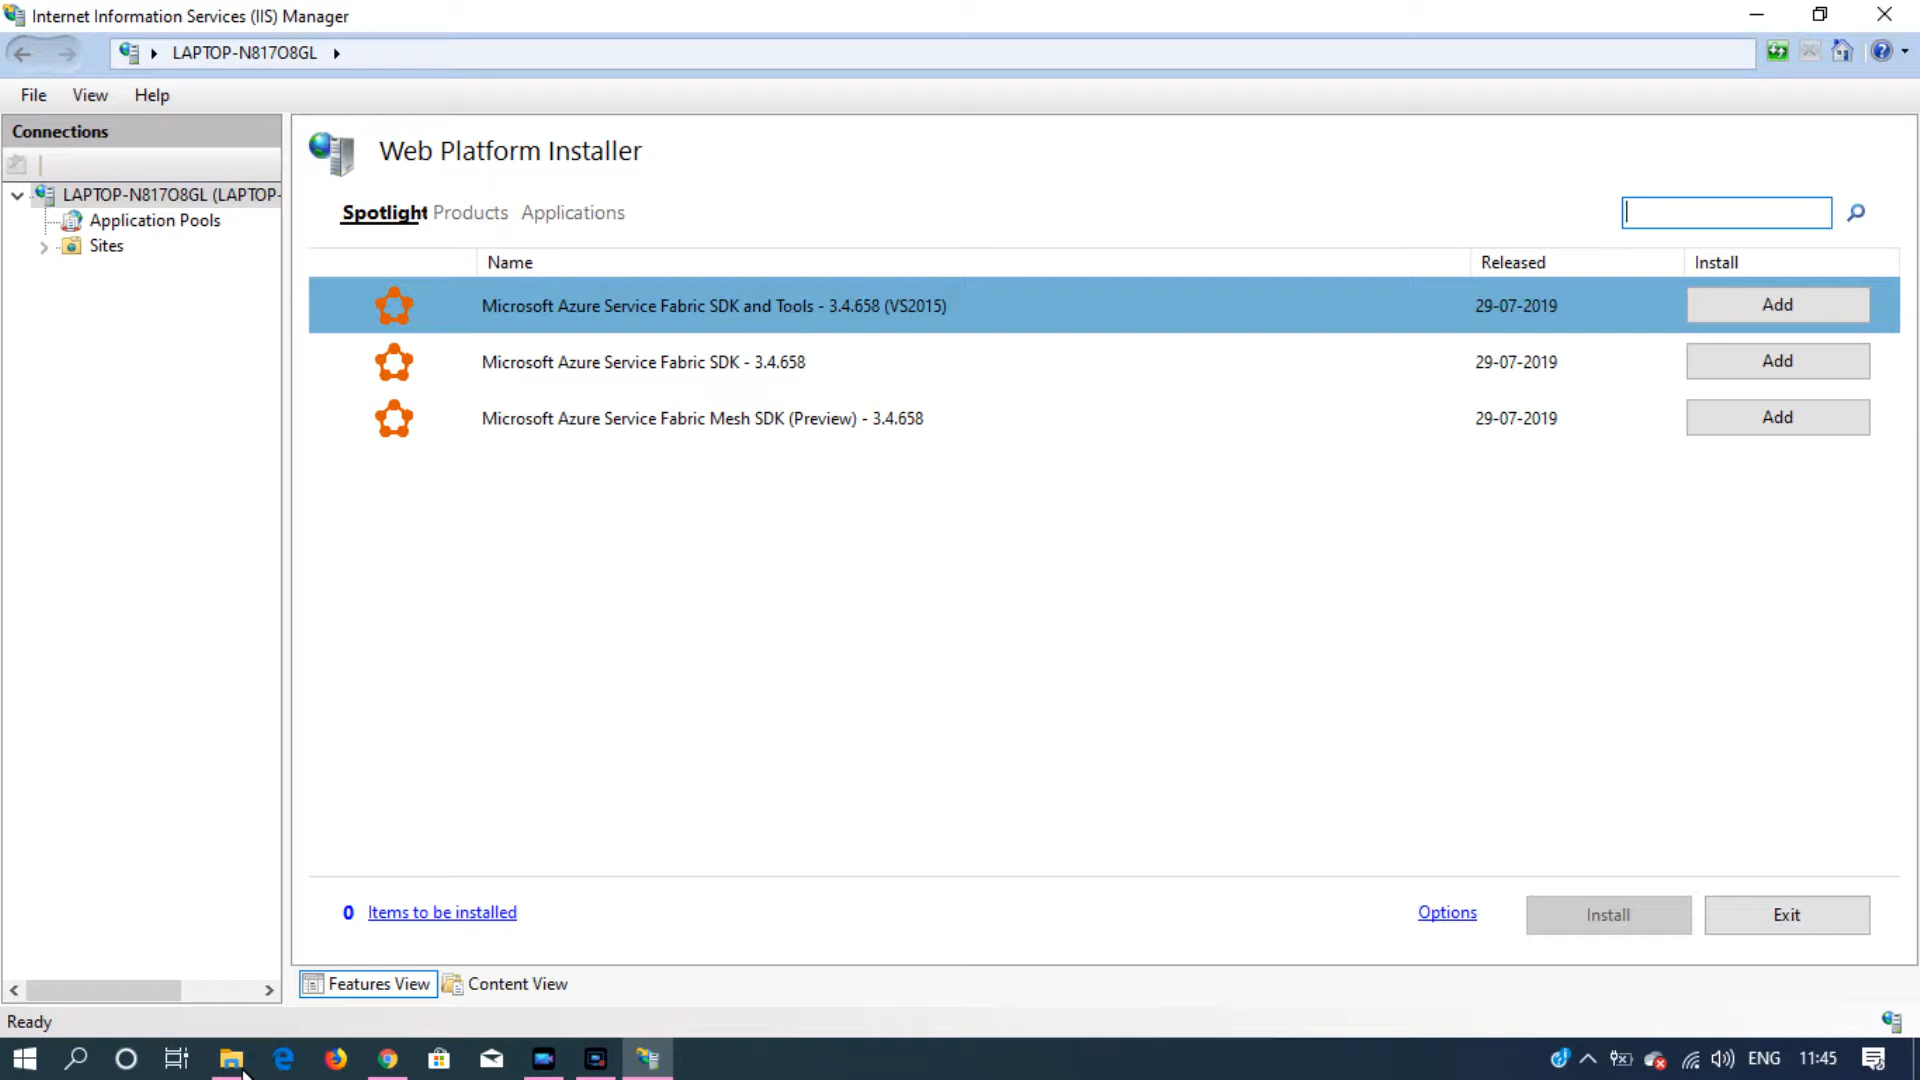 Internet Information Services (IIS) Manager
LAPTOP-N817O8GL
File View Help
Connections
LAPTOP-N817O8GL (LAPTOP-
Application Pools
Sites
Web Platform Installer
Spotlight Products Applications
Name Released Install
Microsoft Azure Service Fabric SDK and Tools - 3.4.658 (VS2015) 29-07-2019 Add
Microsoft Azure Service Fabric SDK - 3.4.658 29-07-2019 Add
Microsoft Azure Service Fabric Mesh SDK (Preview) - 3.4.658 29-07-2019 Add
0 Items to be installed Options Install Exit
Features View Content View
Ready
ENG 11:45